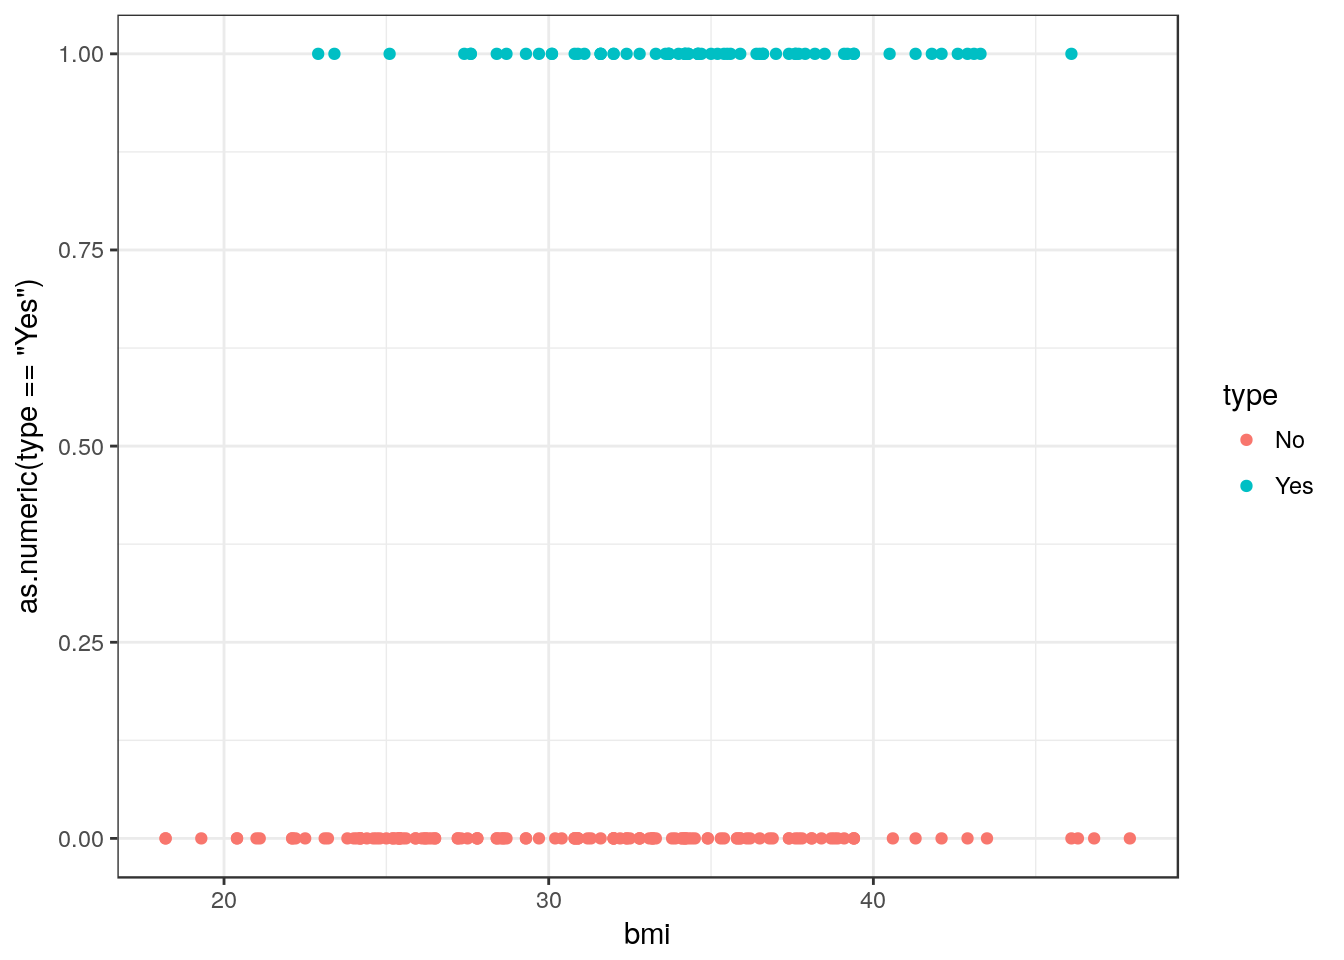 1.00
0.75
0.50
0.25
0.00
as.numeric(type == "Yes")
20 30 40
bmi
type
No
Yes